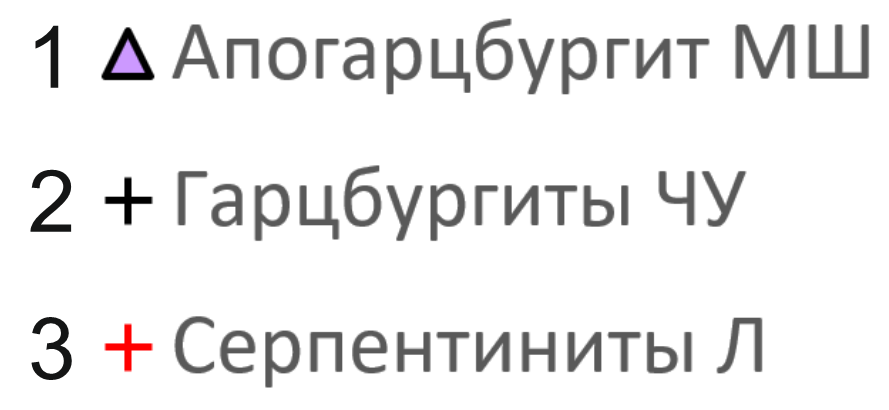 1 Апогарцбургит МШ
2 Гарцбургиты ЧУ
3 Серпентиниты Л